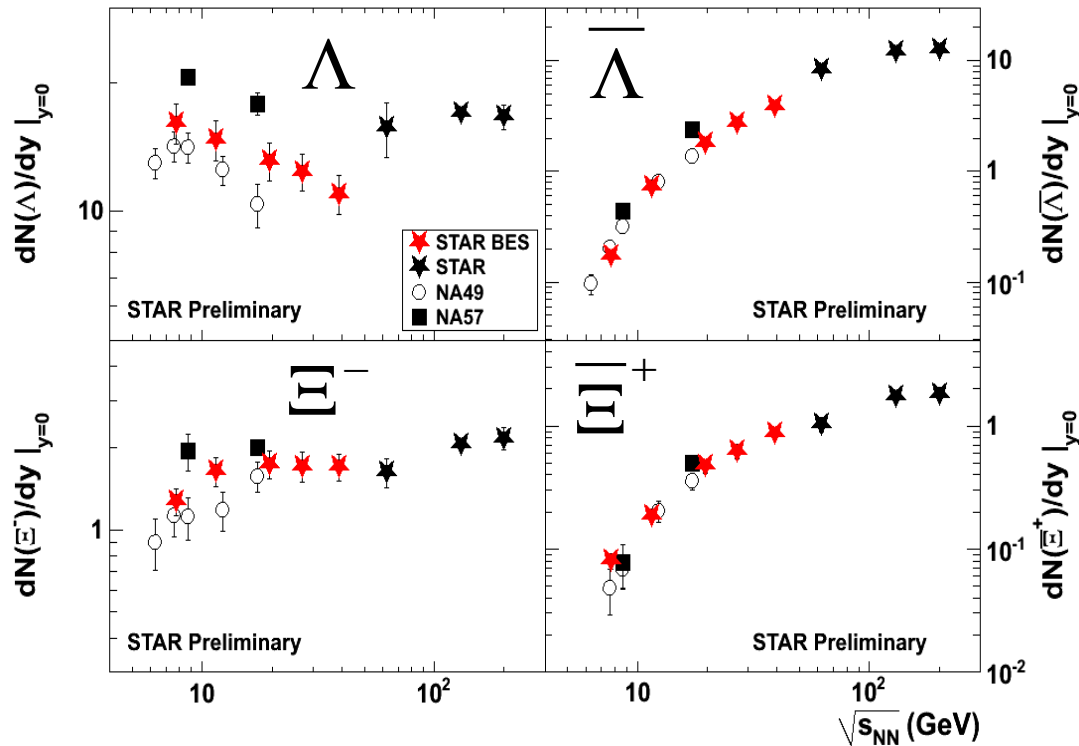 Λ
Λ̅
dN(Λ)/dy |y=0
20
10
STAR BES
STAR
NA49
NA57
STAR Preliminary
STAR Preliminary
10
1
10⁻¹
dN(Λ̅)/dy |y=0
Ξ⁻
Ξ̅⁺
dN(Ξ⁻)/dy |y=0
2
1
STAR Preliminary
STAR Preliminary
1
10⁻¹
10⁻²
dN(Ξ̅⁺)/dy |y=0
10
10²
10
10²
√sNN (GeV)